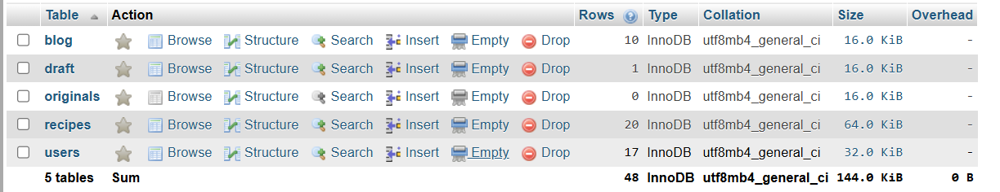 Table Action Rows Type Collation Size Overhead
blog Browse Structure Search Insert Empty Drop 10 InnoDB utf8mb4_general_ci 16.0 KiB -
draft Browse Structure Search Insert Empty Drop 1 InnoDB utf8mb4_general_ci 16.0 KiB -
originals Browse Structure Search Insert Empty Drop 0 InnoDB utf8mb4_general_ci 16.0 KiB -
recipes Browse Structure Search Insert Empty Drop 20 InnoDB utf8mb4_general_ci 64.0 KiB -
users Browse Structure Search Insert Empty Drop 17 InnoDB utf8mb4_general_ci 32.0 KiB -
5 tables Sum 48 InnoDB utf8mb4_general_ci 144.0 KiB 0 B